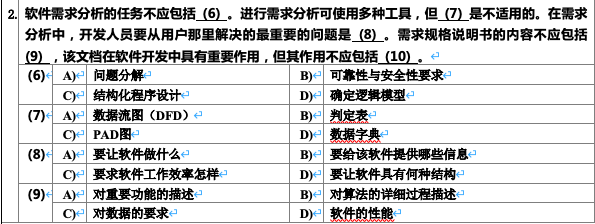 2. 软件需求分析的任务不应包括 (6) 。进行需求分析可使用多种工具，但 (7) 是不适用的。在需求
分析中，开发人员要从用户那里解决的最重要的问题是 (8) 。需求规格说明书的内容不应包括
(9) ，该文档在软件开发中具有重要作用，但其作用不应包括 (10) 。
(6) A) 问题分解 B) 可靠性与安全性要求
C) 结构化程序设计 D) 确定逻辑模型
(7) A) 数据流图（DFD） B) 判定表
C) PAD图 D) 数据字典
(8) A) 要让软件做什么 B) 要给该软件提供哪些信息
C) 要求软件工作效率怎样 D) 要让软件具有何种结构
(9) A) 对重要功能的描述 B) 对算法的详细过程描述
C) 对数据的要求 D) 软件的性能